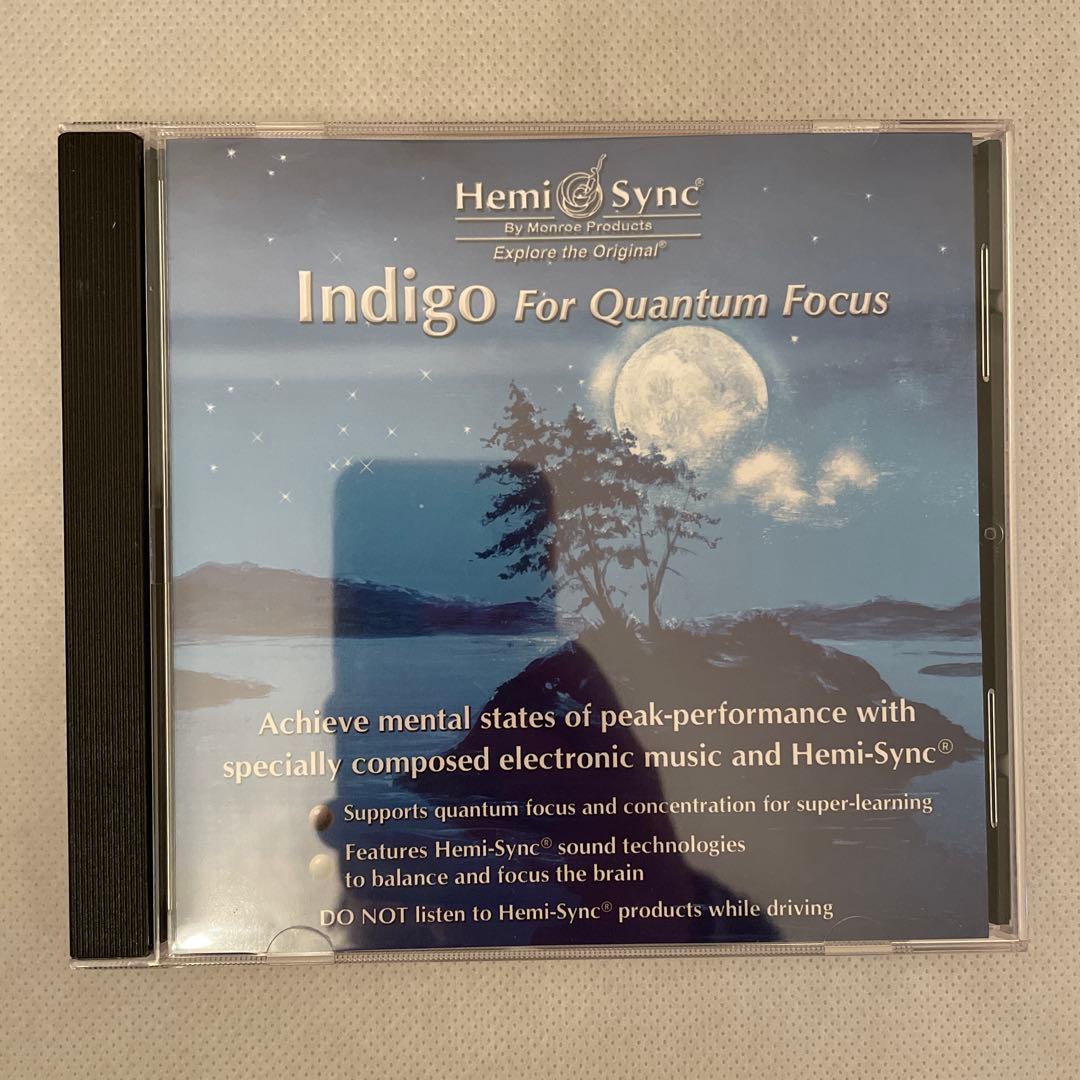 Hemi Sync®
By Monroe Products
Explore the Original®
Indigo For Quantum Focus
Achieve mental states of peak-performance with
specially composed electronic music and Hemi-Sync®
Supports quantum focus and concentration for super-learning
Features Hemi-Sync® sound technologies
to balance and focus the brain
DO NOT listen to Hemi-Sync® products while driving